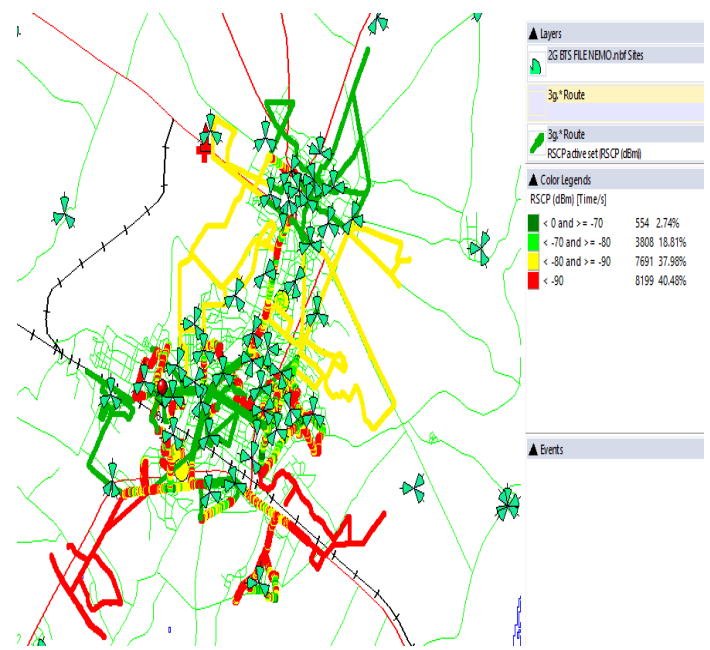 Layers
2G BTS FILE NEMO.nbf Sites
3g.* Route
3g.* Route
RSCP active set (RSCP (dBm)
Color Legends
RSCP (dBm) [Time/s]
< 0 and >= -70 554 2.74%
< -70 and >= -80 3808 18.81%
< -80 and >= -90 7691 37.98%
< -90 8199 40.48%
Events